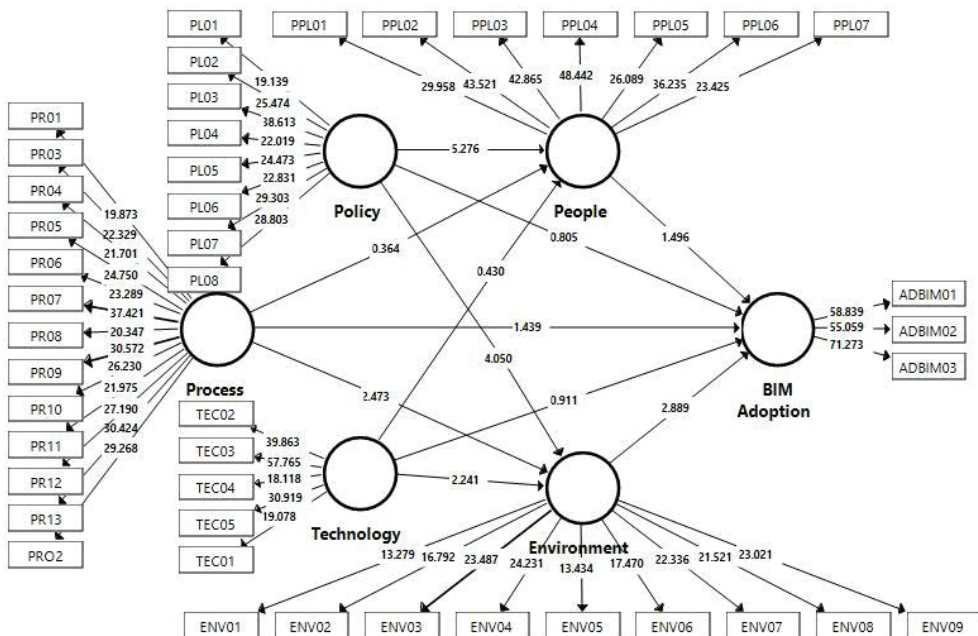 PL01
PPL01
PPL02
PPL03
PPL04
PPL05
PPL06
PPL07
PL02
19.139
29.958
43.521
42.865
48.442
26.089
36.235
23.425
PL03
25.474
PR01
38.613
PL04
22.019
PR03
PL05
24.473
5.276
22.831
PR04
PL06
29.303
Policy
People
PR05
19.873
PL07
28.803
0.805
1.496
22.329
0.364
PR06
21.701
PL08
0.430
24.750
PR07
23.289
37.421
ADBIM01
58.839
PR08
20.347
1.439
55.059
ADBIM02
30.572
71.273
PR09
26.230
4.050
ADBIM03
21.975
Process
BIM
Adoption
PR10
27.190
2.473
0.911
2.889
TEC02
PR11
30.424
39.863
29.268
TEC03
57.765
PR12
TEC04
18.118
2.241
30.919
PR13
TEC05
19.078
Technology
Environment
PRO2
TEC01
13.279
16.792
23.487
24.231
13.434
17.470
22.336
21.521
23.021
ENV01
ENV02
ENV03
ENV04
ENV05
ENV06
ENV07
ENV08
ENV09